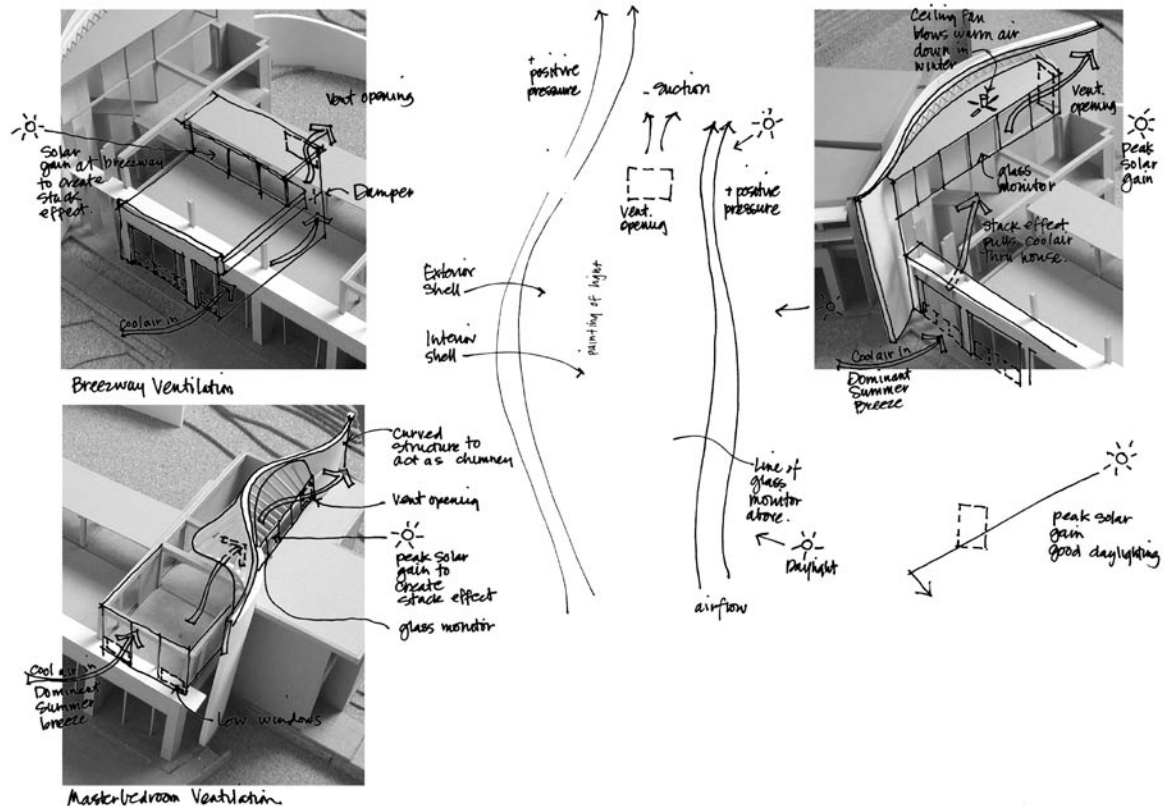 vent opening
Solar
gain at breezway
to create
stack
effect.
Damper
Cool air in
Breezway Ventilation
+
positive
pressure
- suction
vent.
opening
+ positive
pressure
Exterior
shell
Interior
shell
painting of light
Line of
glass
monitor
above.
Daylight
airflow
Ceiling fan
blows warm air
down in
winter
Vent.
opening
Peak
solar
gain
glass
monitor
stack effect
pulls cool air
thru house.
Cool air in
Dominant
Summer
Breeze
peak solar
gain
good daylighting
Curved
structure to
act as chimney
vent opening
peak solar
gain to
create
stack effect
glass monitor
Cool air in
Dominant
Summer
breeze
Low windows
Masterbedroom Ventilation